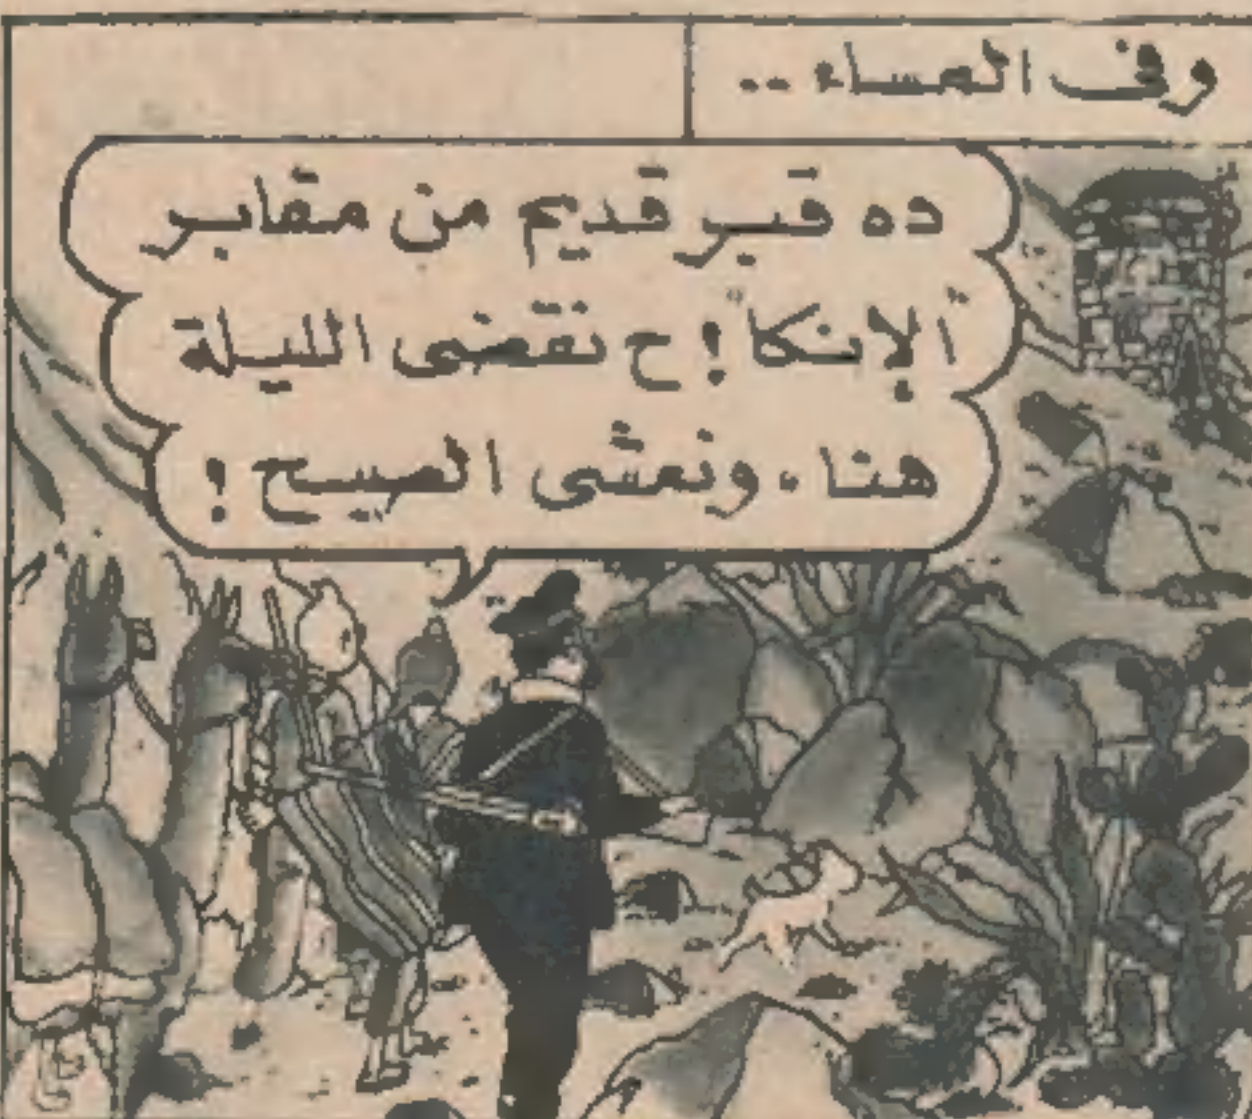 وفى المساء ..
ده قبر قديم من مقابر
"الإنكا"! ح نقضى الليلة
هنا، ونمشى الصبح!